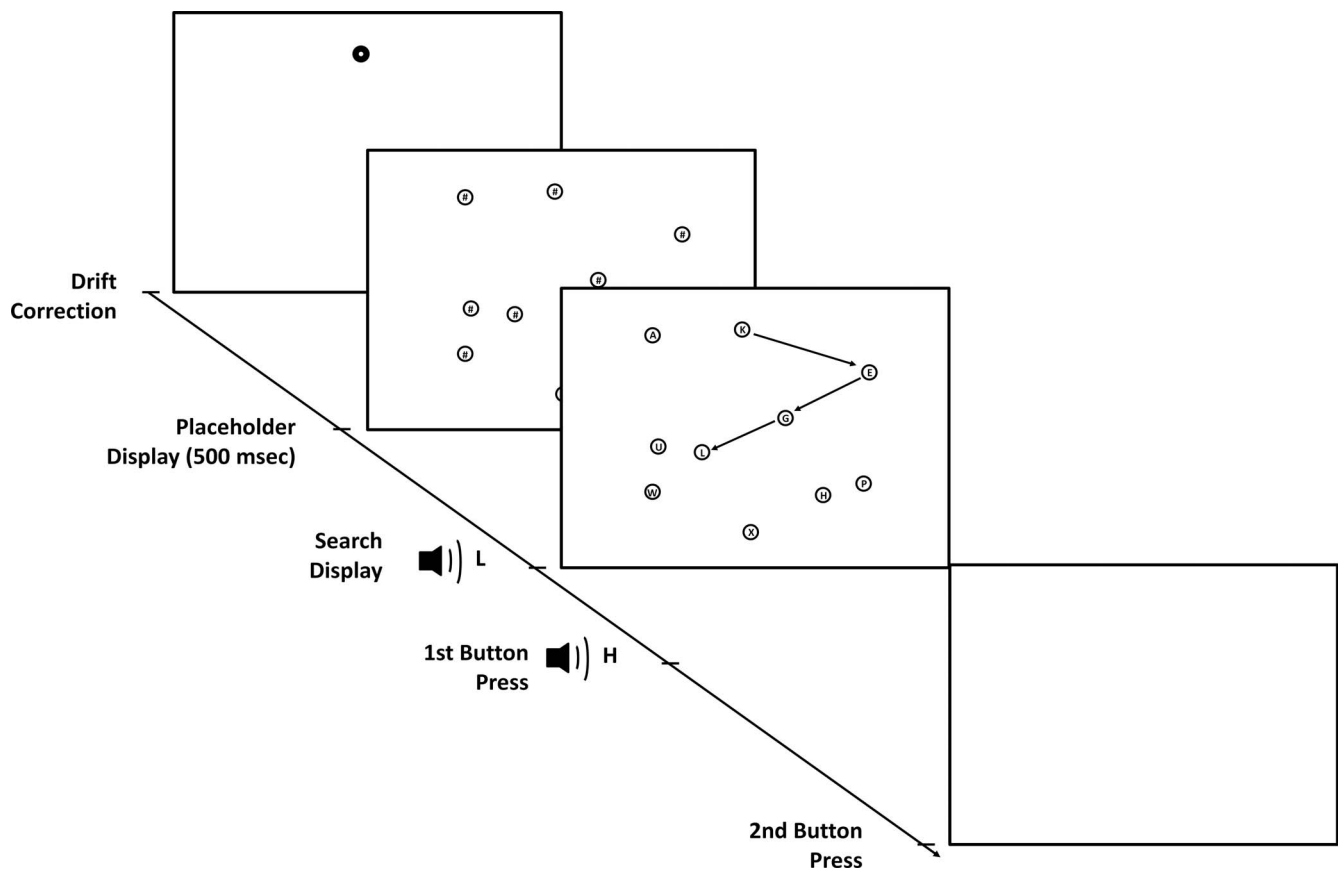 #
#
#
#
Drift
Correction
#
#
A
K
#
E
G
Placeholder
Display (500 msec)
U
L
W
H
P
X
Search
Display
L
1st Button
Press
H
2nd Button
Press